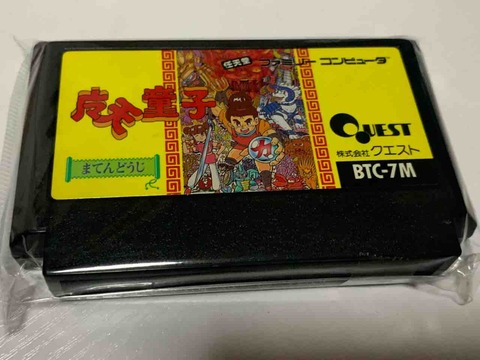 任天堂 ファミリー コンピュータ
魔天童子
まてんどうじ
QUEST
株式会社クエスト
BTC-7M